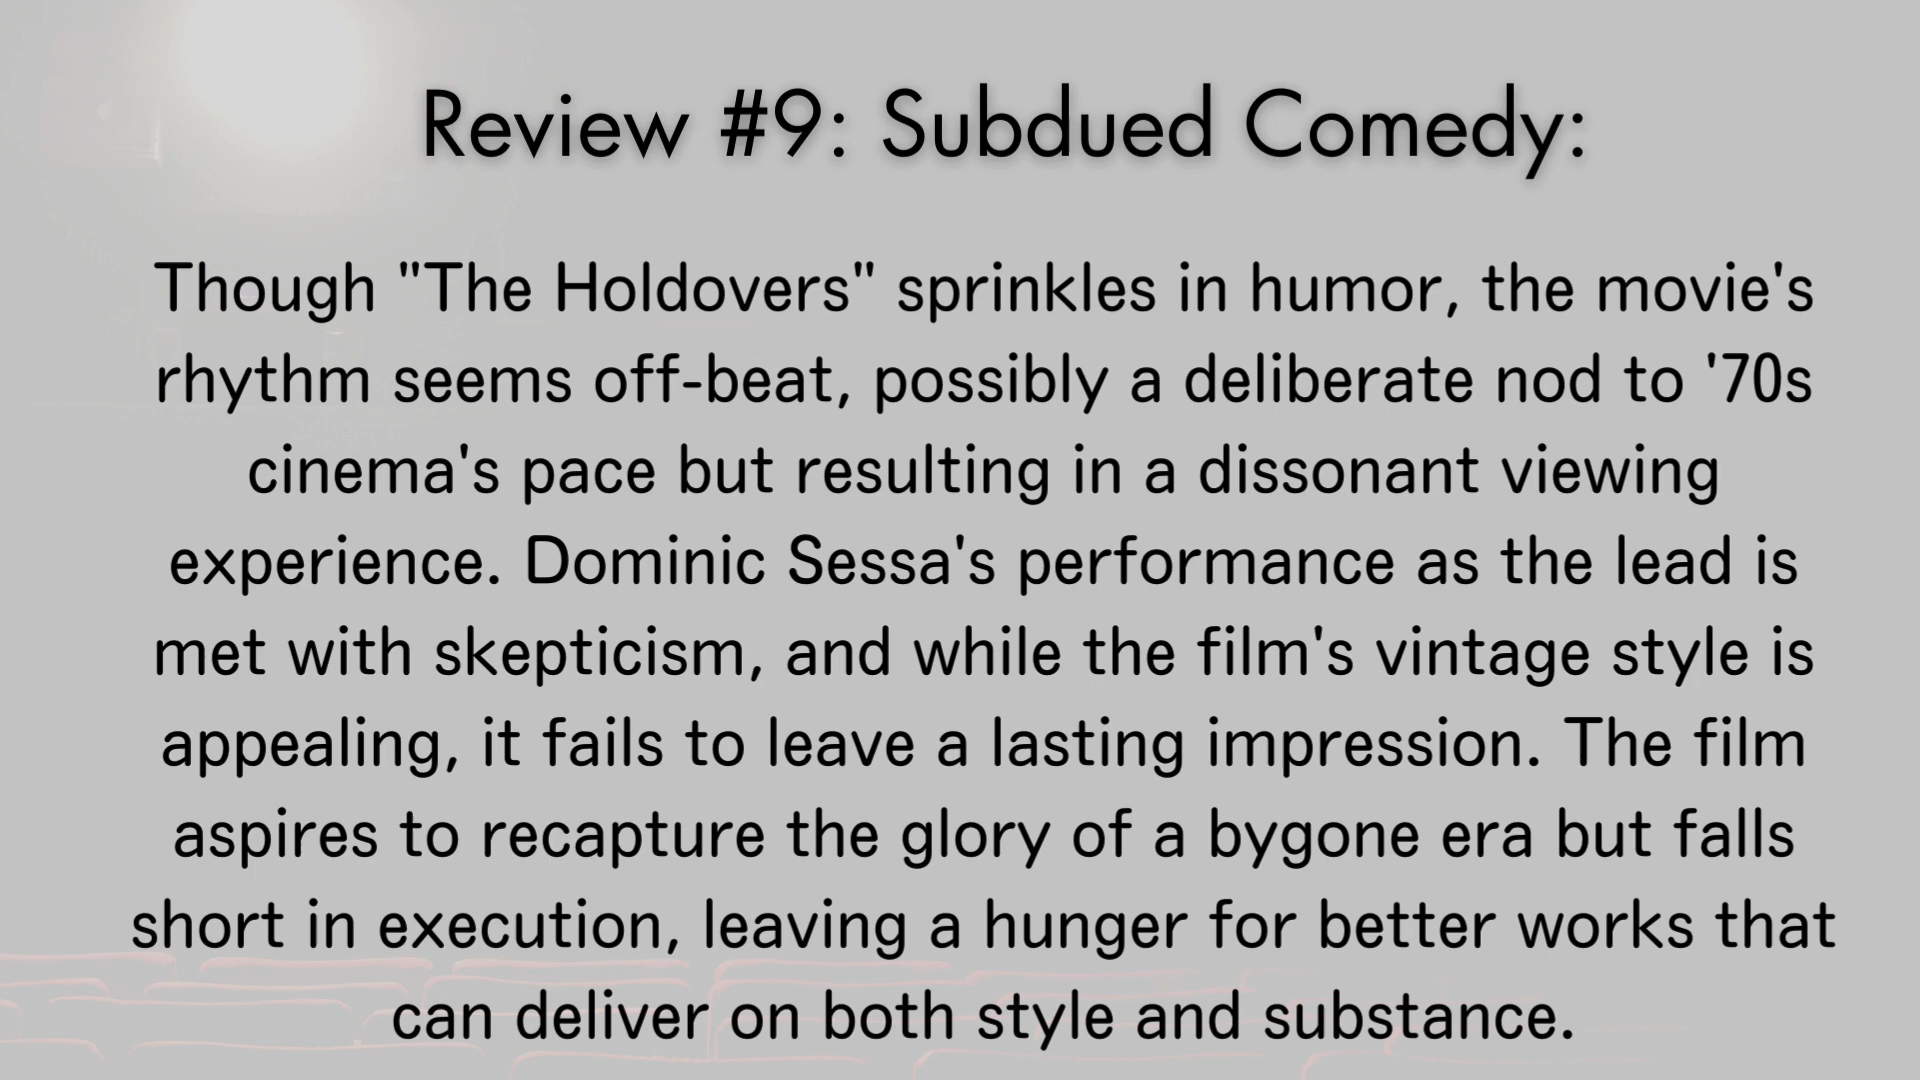 Review #9: Subdued Comedy:
Though "The Holdovers" sprinkles in humor, the movie's
rhythm seems off-beat, possibly a deliberate nod to '70s
cinema's pace but resulting in a dissonant viewing
experience. Dominic Sessa's performance as the lead is
met with skepticism, and while the film's vintage style is
appealing, it fails to leave a lasting impression. The film
aspires to recapture the glory of a bygone era but falls
short in execution, leaving a hunger for better works that
can deliver on both style and substance.